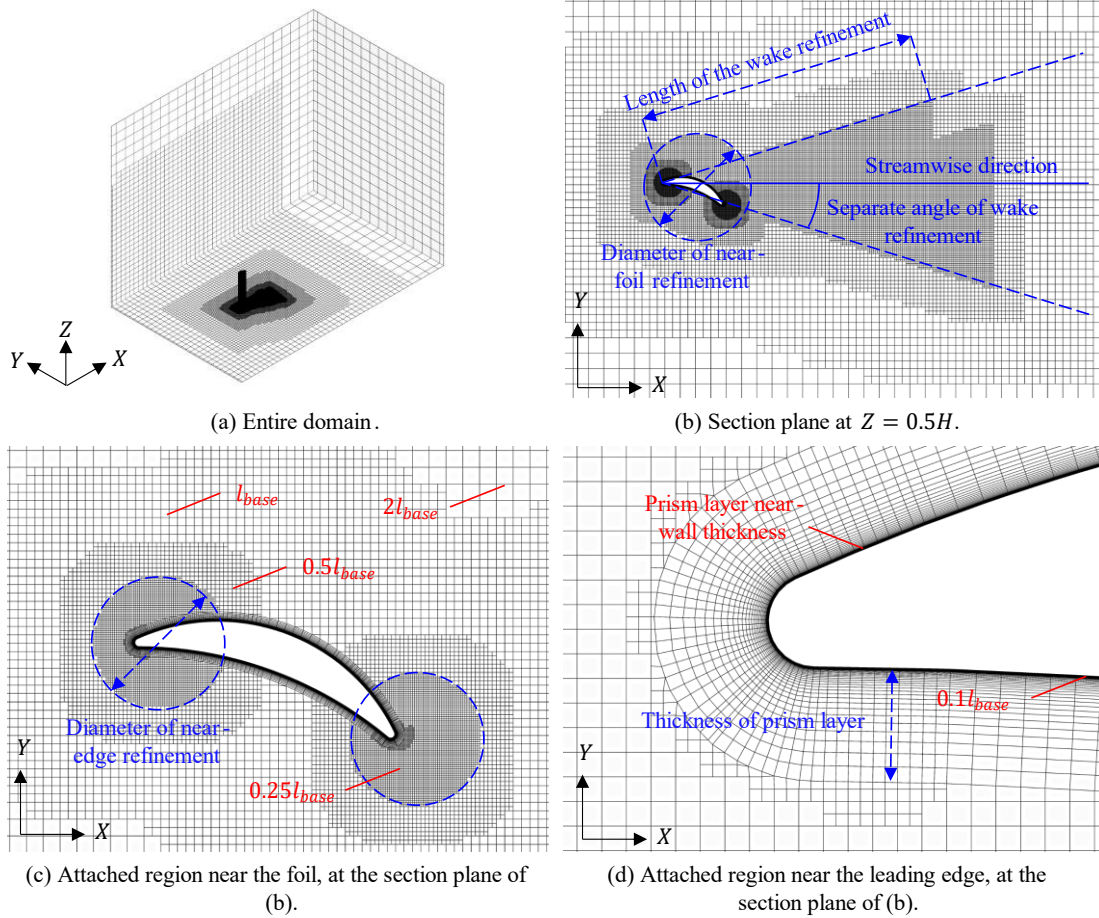 Z
Y
X
(a) Entire domain.
Length of the wake refinement
Streamwise direction
Separate angle of wake
refinement
Diameter of near-
foil refinement
Y
X
(b) Section plane at Z = 0.5H.
l_base
2l_base
0.5l_base
Diameter of near-
edge refinement
0.25l_base
Y
X
(c) Attached region near the foil, at the section plane of
(b).
Prism layer near-
wall thickness
0.1l_base
Thickness of prism layer
Y
X
(d) Attached region near the leading edge, at the
section plane of (b).